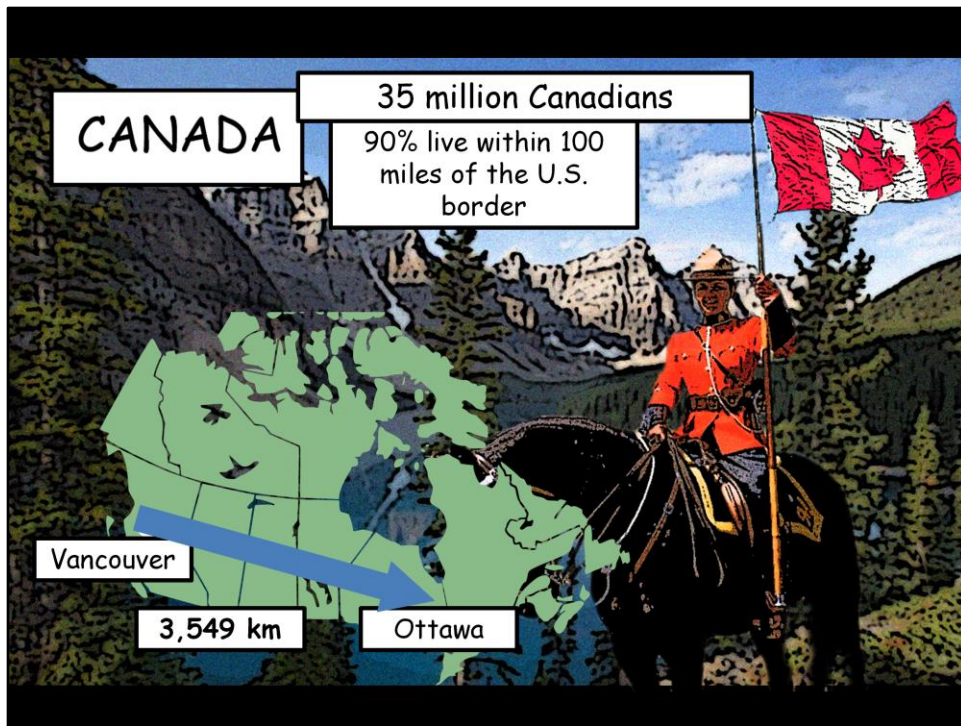 CANADA
35 million Canadians
90% live within 100
miles of the U.S.
border
Vancouver
3,549 km
Ottawa